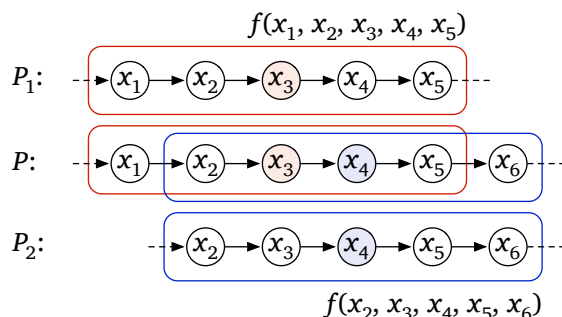 f(x₁, x₂, x₃, x₄, x₅)
P₁: x₁ x₂ x₃ x₄ x₅
P: x₁ x₂ x₃ x₄ x₅ x₆
P₂: x₂ x₃ x₄ x₅ x₆
f(x₂, x₃, x₄, x₅, x₆)